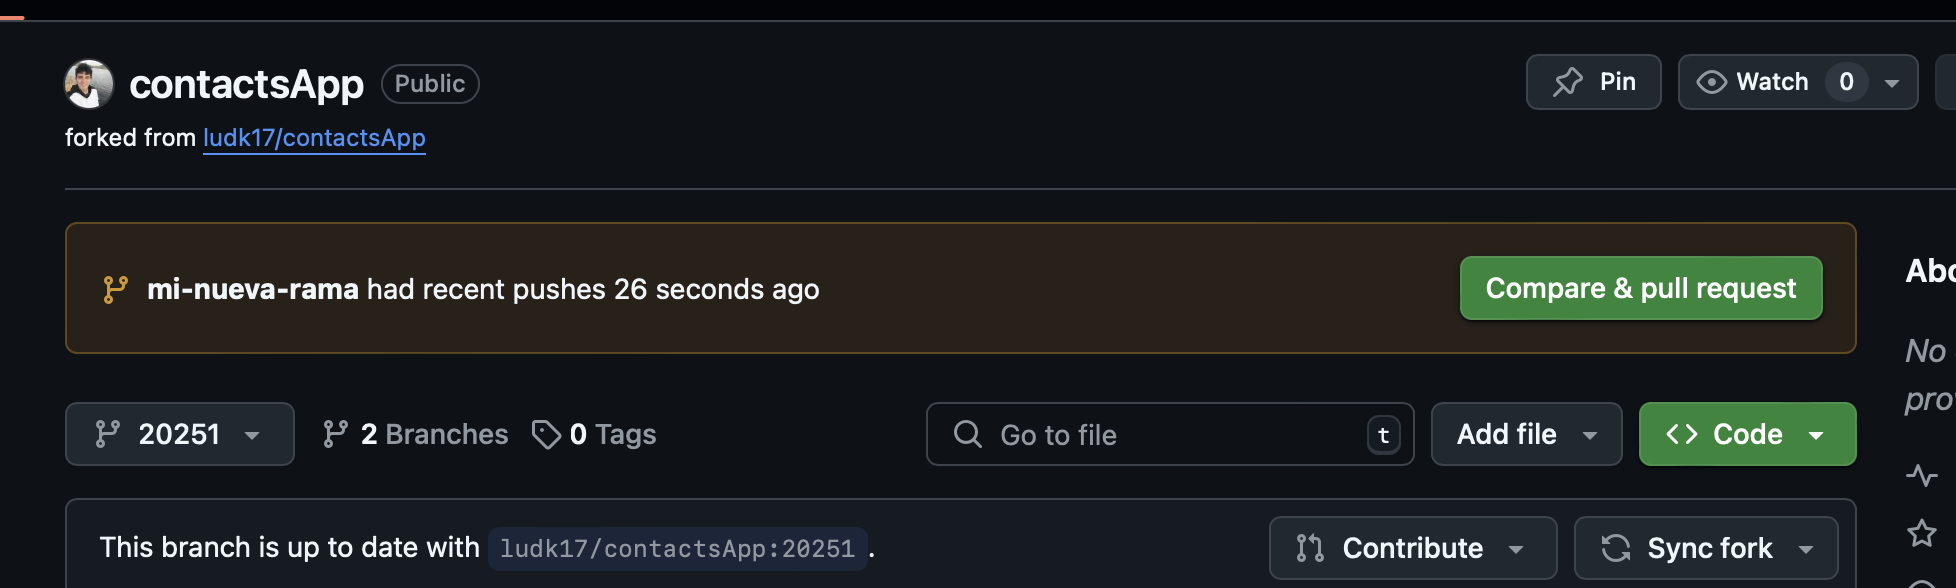 contactsApp Public
Pin
Watch 0
forked from ludk17/contactsApp
mi-nueva-rama had recent pushes 26 seconds ago
Compare & pull request
20251
2 Branches
0 Tags
Go to file t
Add file
<> Code
This branch is up to date with ludk17/contactsApp:20251 .
Contribute
Sync fork
No